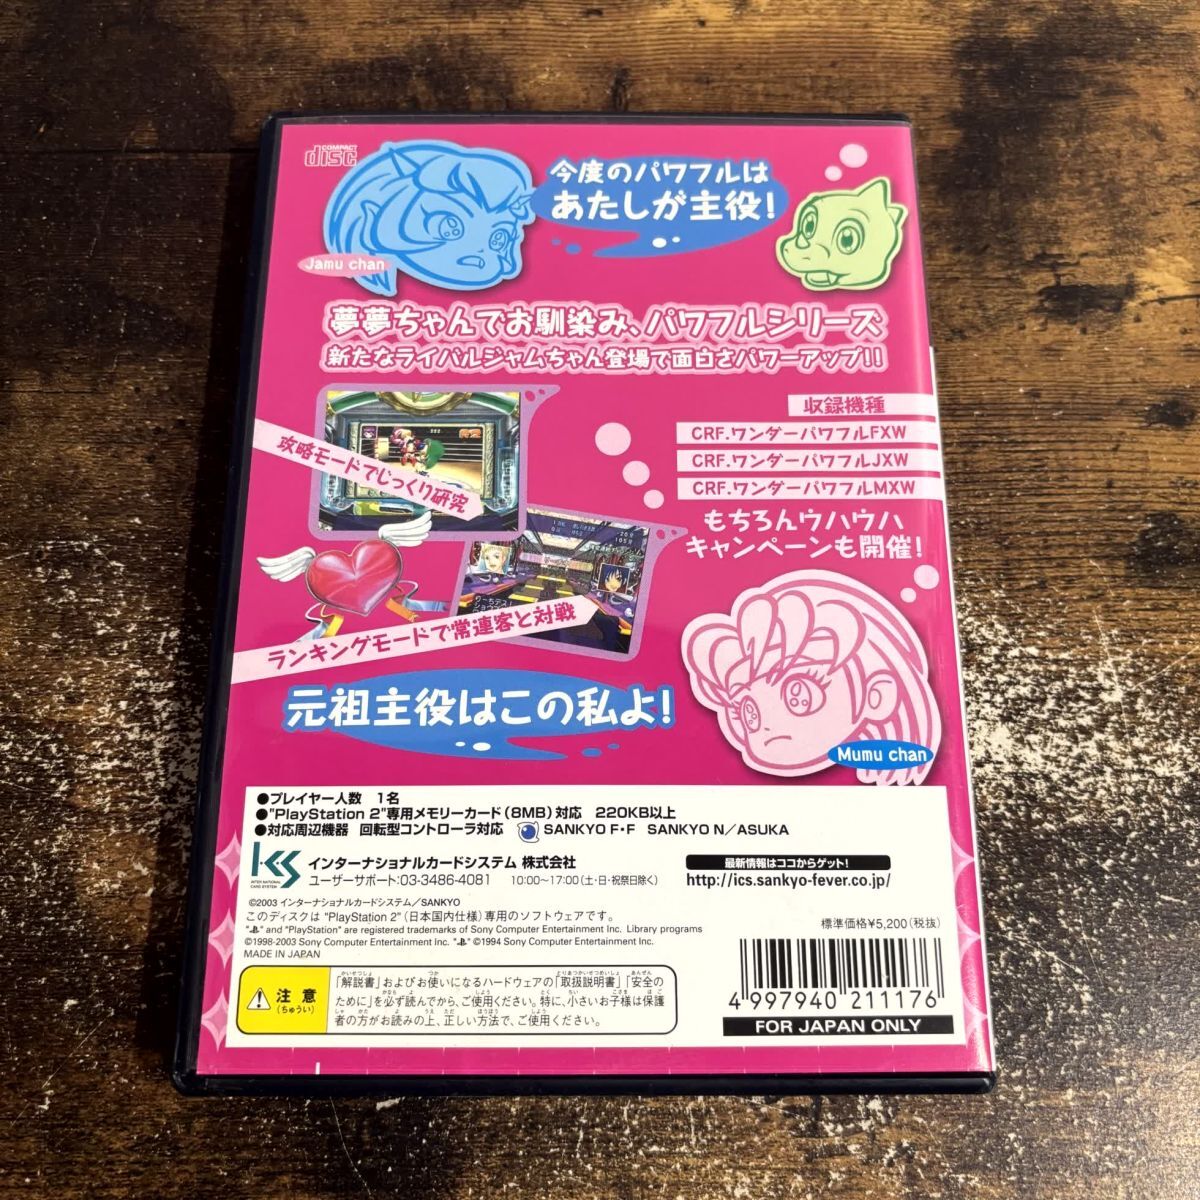 COMPACT
disc
今度のパワフルは
あたしが主役!
Jamu chan
夢夢ちゃんでお馴染み、パワフルシリーズ
新たなライバルジャムちゃん登場で面白さパワーアップ!!
収録機種
CRF.ワンダーパワフルFXW
CRF.ワンダーパワフルJXW
CRF.ワンダーパワフルMXW
攻略モードでじっくり研究
もちろんウハウハ
キャンペーンも開催!
ランキングモードで常連客と対戦
元祖主役はこの私よ!
Mumu chan
●プレイヤー人数 1名
●"PlayStation 2"専用メモリーカード(8MB)対応 220KB以上
●対応周辺機器 回転型コントローラ対応 SANKYO F・F SANKYO N/ASUKA
ICS
INTER NATIONAL
CARD SYSTEM
インターナショナルカードシステム 株式会社
ユーザーサポート:03-3486-4081 10:00~17:00(土・日・祝祭日除く)
最新情報はココからゲット!
http://ics.sankyo-fever.co.jp/
©2003 インターナショナルカードシステム/SANKYO
このディスクは "PlayStation 2" (日本国内仕様) 専用のソフトウェアです。
" " and "PlayStation" are registered trademarks of Sony Computer Entertainment Inc. Library programs
©1998-2003 Sony Computer Entertainment Inc. " " ©1994 Sony Computer Entertainment Inc.
MADE IN JAPAN
標準価格¥5,200(税抜)
注意
(ちゅうい)
「解説書」およびお使いになるハードウェアの「取扱説明書」「安全の
ために」を必ず読んでから、ご使用ください。特に、小さいお子様は保護
者の方がお読みの上、正しい方法で、ご使用ください。
4 997940 211176
FOR JAPAN ONLY